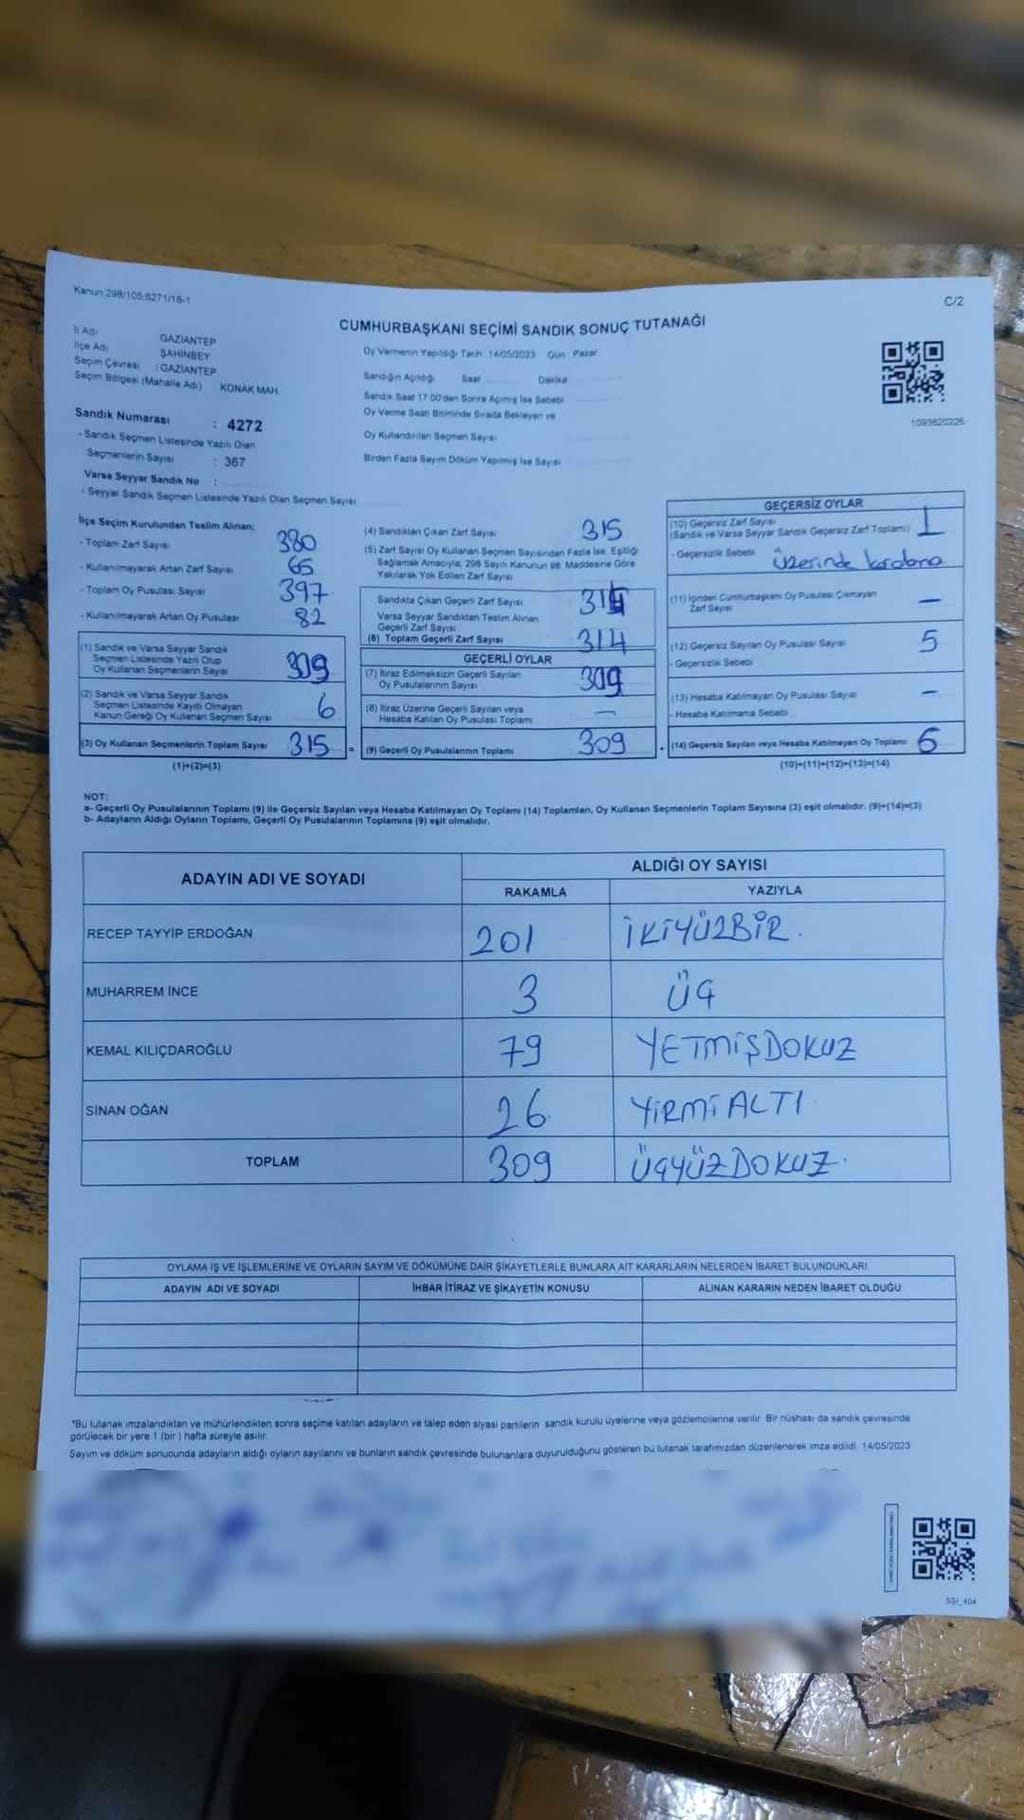 Kanun:298/105,6271/16-1
C/2
CUMHURBAŞKANI SEÇİMİ SANDIK SONUÇ TUTANAĞI
İl Adı GAZİANTEP
İlçe Adı ŞAHİNBEY
Seçim Çevresi : GAZİANTEP
Seçim Bölgesi (Mahalle Adı) KONAK MAH.
Sandık Numarası : 4272
- Sandık Seçmen Listesinde Yazılı Olan
Seçmenlerin Sayısı : 367
Varsa Seyyar Sandık No :
- Seyyar Sandık Seçmen Listesinde Yazılı Olan Seçmen Sayısı
Oy Vermenin Yapıldığı Tarih :14/05/2023 Gün : Pazar
Sandığın Açıldığı Saat Dakika
Sandık Saat 17:00'den Sonra Açılmış İse Sebebi
Oy Verme Saati Bitiminde Sırada Bekleyen ve
Oy Kullandırılan Seçmen Sayısı
Birden Fazla Sayım Döküm Yapılmış İse Sayısı
1093620226
İlçe Seçim Kurulundan Teslim Alınan:
- Toplam Zarf Sayısı 380
- Kullanılmayarak Artan Zarf Sayısı 65
- Toplam Oy Pusulası Sayısı 397
- Kullanılmayarak Artan Oy Pusulası 82
(1) Sandık ve Varsa Seyyar Sandık
Seçmen Listesinde Yazılı Olup
Oy Kullanan Seçmenlerin Sayısı 309
(2) Sandık ve Varsa Seyyar Sandık
Seçmen Listesinde Kayıtlı Olmayan
Kanun Gereği Oy Kullanan Seçmen Sayısı 6
(3) Oy Kullanan Seçmenlerin Toplam Sayısı 315 =
(1)+(2)=(3)
(4) Sandıktan Çıkan Zarf Sayısı 315
(5) Zarf Sayısı Oy Kullanan Seçmen Sayısından Fazla İse, Eşitliği
Sağlamak Amacıyla, 298 Sayılı Kanunun 98. Maddesine Göre
Yakılarak Yok Edilen Zarf Sayısı
Sandıkta Çıkan Geçerli Zarf Sayısı 314
Varsa Seyyar Sandıktan Teslim Alınan
Geçerli Zarf Sayısı
(6) Toplam Geçerli Zarf Sayısı 314
GEÇERLİ OYLAR
(7) İtiraz Edilmeksizin Geçerli Sayılan
Oy Pusulalarının Sayısı 309
(8) İtiraz Üzerine Geçerli Sayılan veya
Hesaba Katılan Oy Pusulası Toplamı —
(9) Geçerli Oy Pusulalarının Toplamı 309 +
GEÇERSİZ OYLAR
(10) Geçersiz Zarf Sayısı
(Sandık ve Varsa Seyyar Sandık Geçersiz Zarf Toplamı) 1
- Geçersizlik Sebebi Üzerinde karalama
(11) İçinden Cumhurbaşkanı Oy Pusulası Çıkmayan
Zarf Sayısı —
(12) Geçersiz Sayılan Oy Pusulası Sayısı 5
- Geçersizlik Sebebi
(13) Hesaba Katılmayan Oy Pusulası Sayısı —
- Hesaba Katılmama Sebebi
(14) Geçersiz Sayılan veya Hesaba Katılmayan Oy Toplamı 6
(10)+(11)+(12)+(13)=(14)
NOT:
a- Geçerli Oy Pusulalarının Toplamı (9) ile Geçersiz Sayılan veya Hesaba Katılmayan Oy Toplamı (14) Toplamları, Oy Kullanan Seçmenlerin Toplam Sayısına (3) eşit olmalıdır. (9)+(14)=(3)
b- Adayların Aldığı Oyların Toplamı, Geçerli Oy Pusulalarının Toplamına (9) eşit olmalıdır.
ADAYIN ADI VE SOYADI
ALDIĞI OY SAYISI
RAKAMLA YAZIYLA
RECEP TAYYİP ERDOĞAN 201 İKİYÜZBİR.
MUHARREM İNCE 3 ÜÇ
KEMAL KILIÇDAROĞLU 79 YETMİŞDOKUZ
SİNAN OĞAN 26 YİRMİALTI
TOPLAM 309 ÜÇYÜZDOKUZ.
OYLAMA İŞ VE İŞLEMLERİNE VE OYLARIN SAYIM VE DÖKÜMÜNE DAİR ŞİKAYETLERLE BUNLARA AİT KARARLARIN NELERDEN İBARET BULUNDUKLARI
ADAYIN ADI VE SOYADI İHBAR İTİRAZ VE ŞİKAYETİN KONUSU ALINAN KARARIN NEDEN İBARET OLDUĞU
*Bu tutanak imzalandıktan ve mühürlendikten sonra seçime katılan adayların ve talep eden siyasi partilerin sandık kurulu üyelerine veya gözlemcilerine verilir. Bir nüshası da sandık çevresinde
görülecek bir yere 1 (bir) hafta süreyle asılır.
Sayım ve döküm sonucunda adayların aldığı oyların sayılarını ve bunların sandık çevresinde bulunanlara duyurulduğunu gösteren bu tutanak tarafımızdan düzenlenerek imza edildi. 14/05/2023
SSI_404